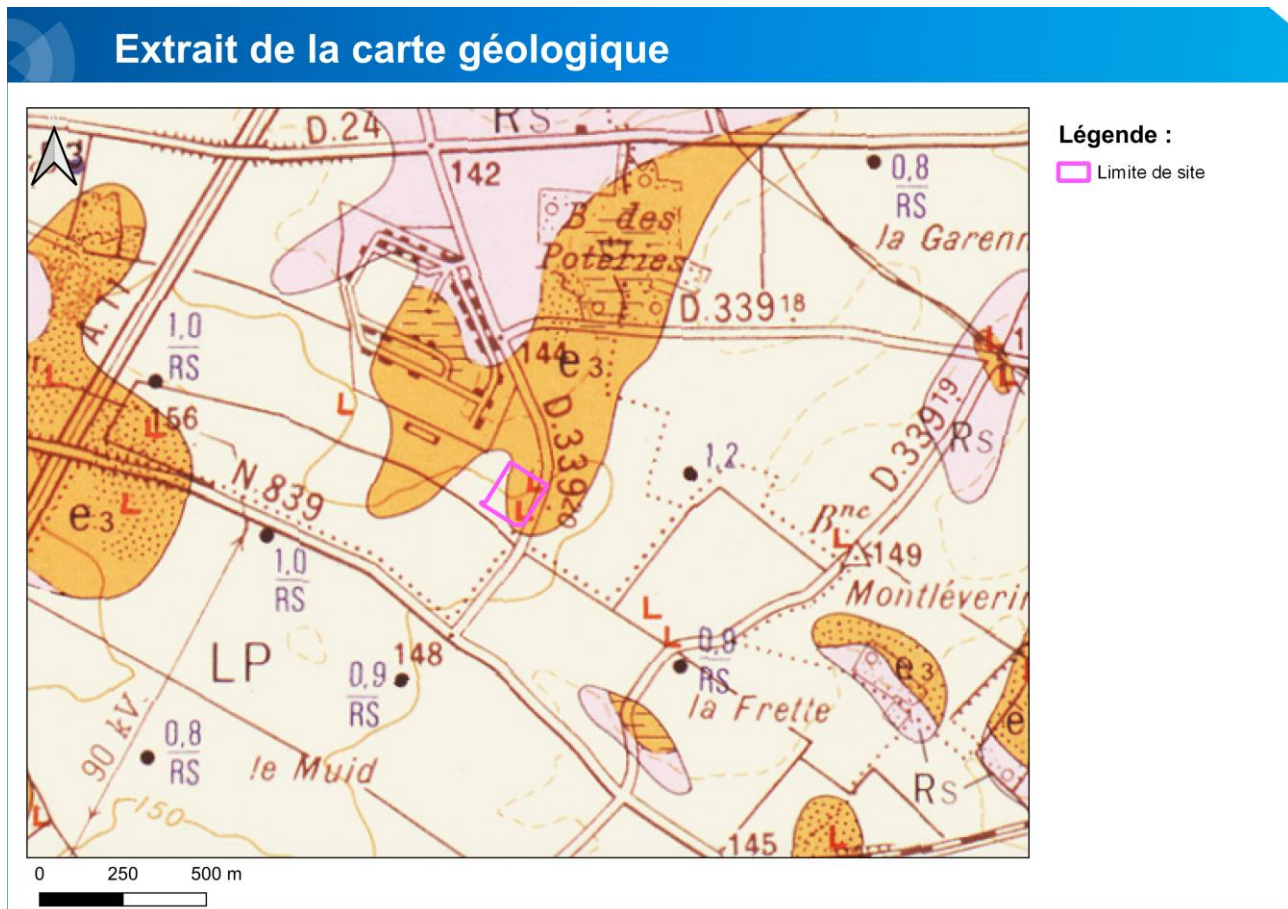 Extrait de la carte géologique
Légende :
Limite de site
D.24
RS
142
0,8
RS
la Garenn
B des
Poteries
D.339 18
A. 11
1,0
RS
144
e3
156
D.339 19
RS
1,2
N.839
D.339 20
e3
Bne
149
1,0
RS
Montléverin
LP
148
0,9
RS
0,9
RS
e3
la Frette
e
0,8
RS
le Muid
RS
90 kV.
150
145
0 250 500 m